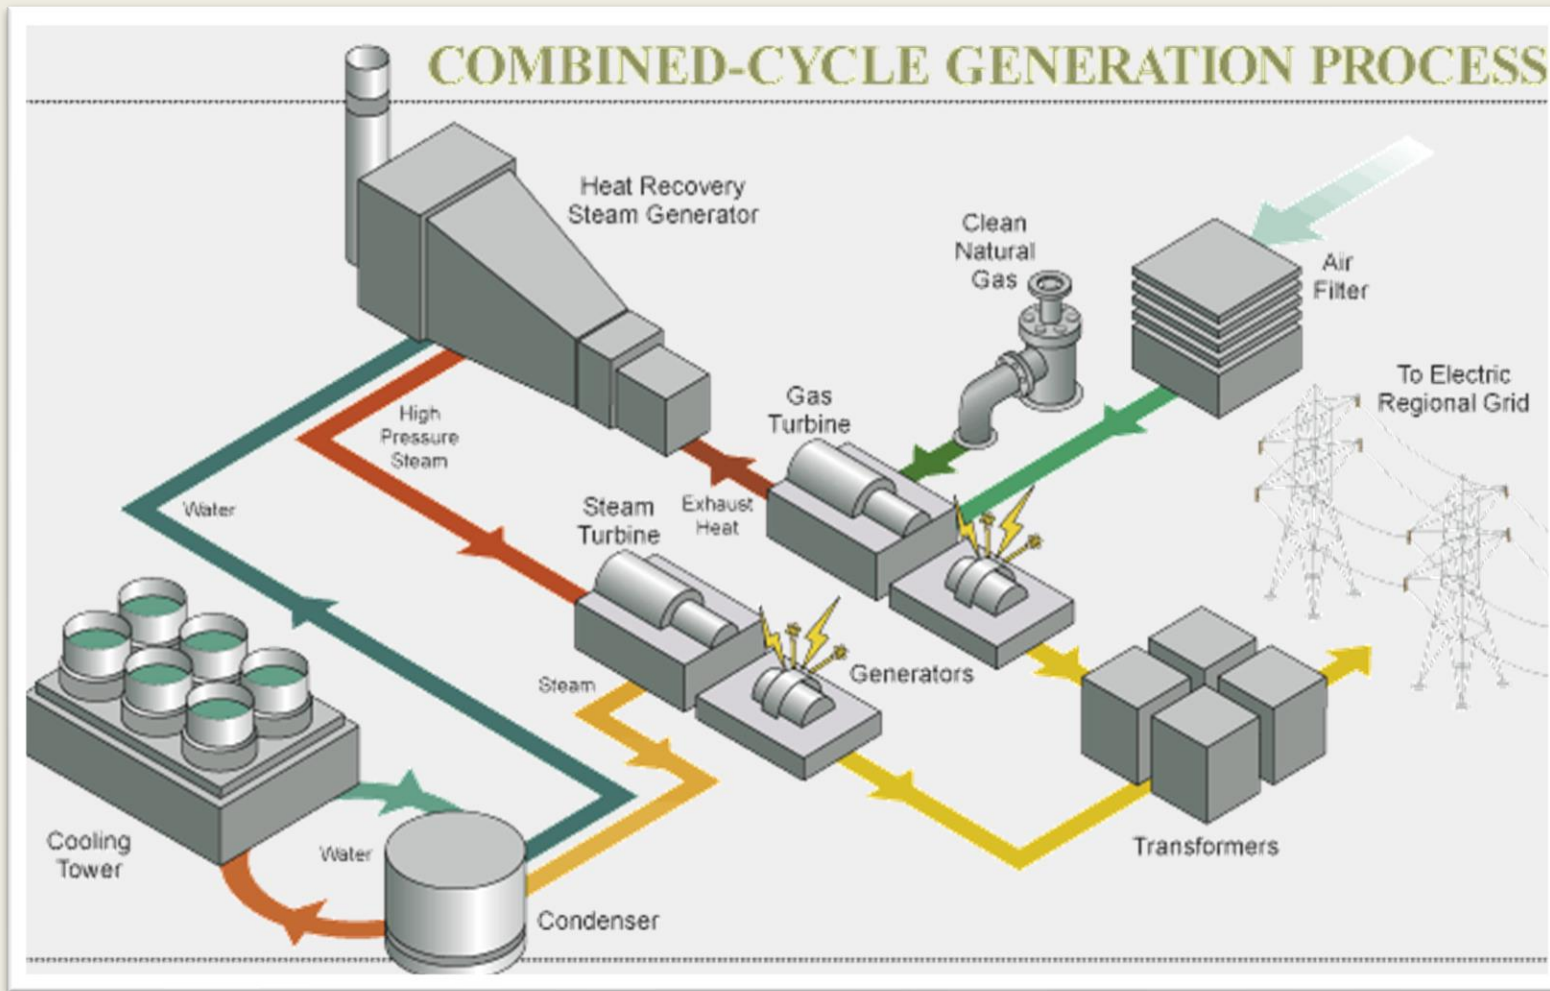 COMBINED-CYCLE GENERATION PROCESS
Heat Recovery
Steam Generator
Clean
Natural
Gas
Air
Filter
To Electric
Regional Grid
Gas
Turbine
High
Pressure
Steam
Water
Exhaust
Heat
Steam
Turbine
Steam
Generators
Cooling
Tower
Water
Condenser
Transformers